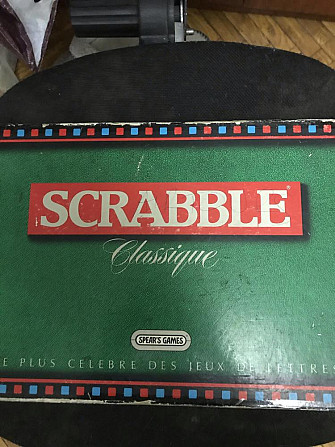 SCRABBLE®
Classique
SPEAR'S GAMES
E PLUS CELEBRE DES JEUX DE LETTRES